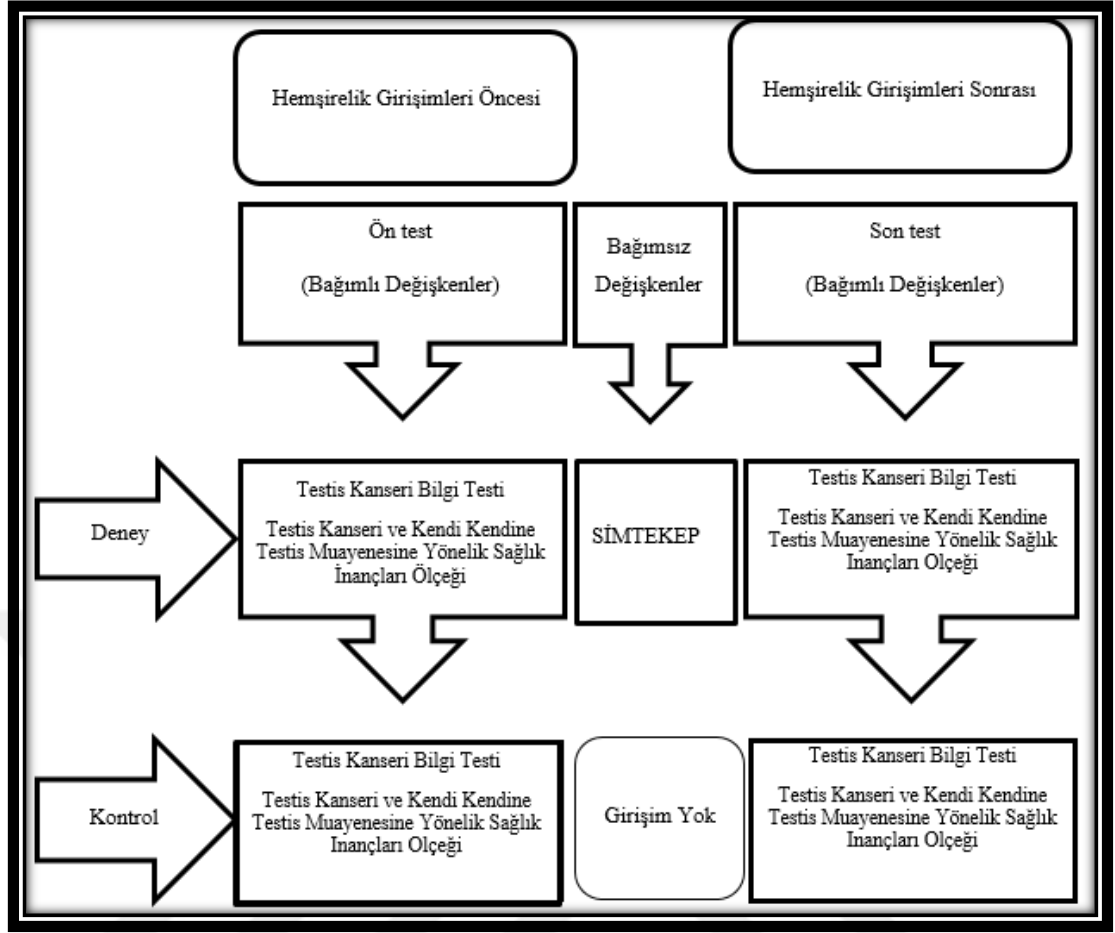 Hemşirelik Girişimleri Öncesi
Hemşirelik Girişimleri Sonrası
Ön test
(Bağımlı Değişkenler)
Bağımsız
Değişkenler
Son test
(Bağımlı Değişkenler)
Deney
Testis Kanseri Bilgi Testi
Testis Kanseri ve Kendi Kendine
Testis Muayenesine Yönelik Sağlık
İnançları Ölçeği
SİMTEKEP
Testis Kanseri Bilgi Testi
Testis Kanseri ve Kendi Kendine
Testis Muayenesine Yönelik Sağlık
Inançları Olçeği
Kontrol
Testis Kanseri Bilgi Testi
Testis Kanseri ve Kendi Kendine
Testis Muayenesine Yönelik Sağlık
Inançları Olçeği
Girişim Yok
Testis Kanseri Bilgi Testi
Testis Kanseri ve Kendi Kendine
Testis Muayenesine Yönelik Sağlık
Inançları Olçeği